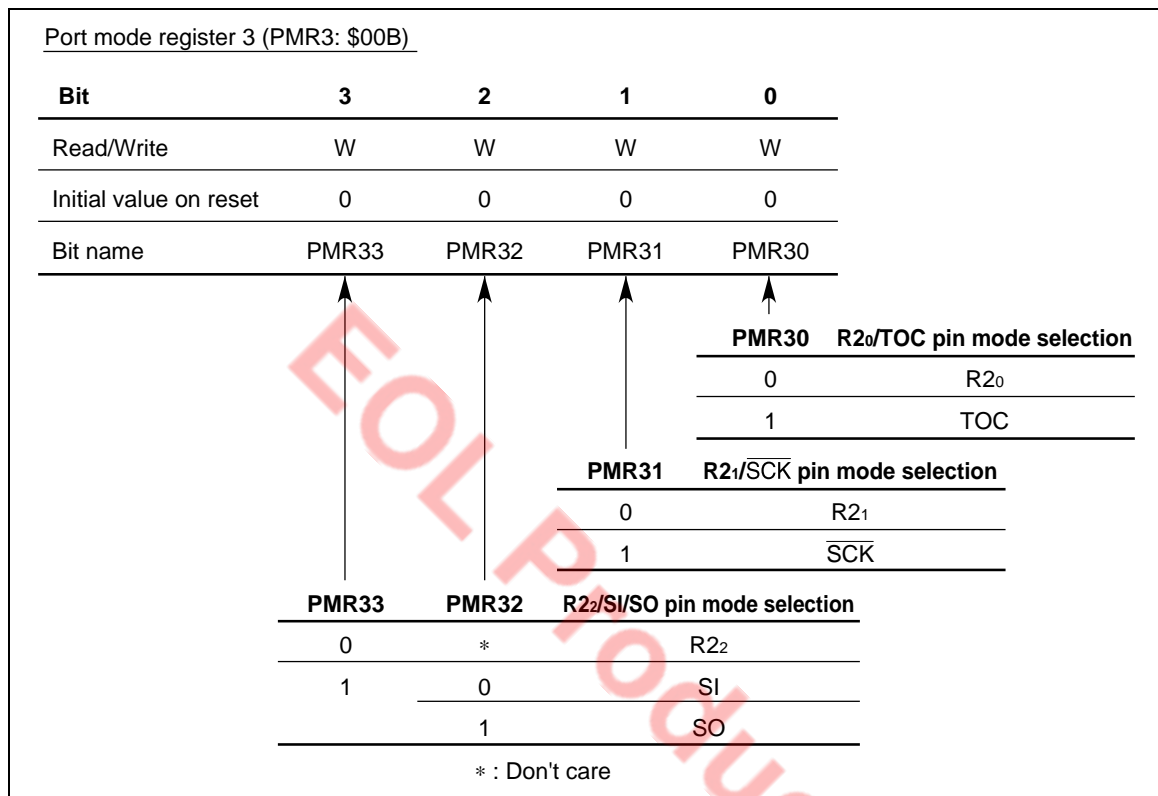 Port mode register 3 (PMR3: $00B)
Bit 3 2 1 0
Read/Write W W W W
Initial value on reset 0 0 0 0
Bit name PMR33 PMR32 PMR31 PMR30
PMR30 R2₀/TOC pin mode selection
0 R2₀
1 TOC
PMR31 R2₁/S̅C̅K̅ pin mode selection
0 R2₁
1 S̅C̅K̅
PMR33 PMR32 R2₂/SI/SO pin mode selection
0 * R2₂
1 0 SI
1 SO
* : Don't care
EOL Produ